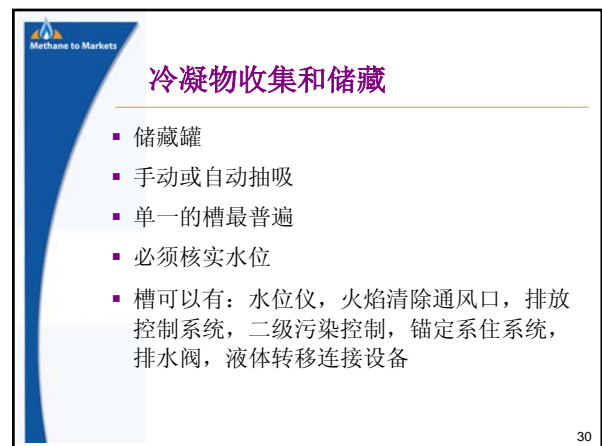 Methane to Markets
冷凝物收集和储藏
▪ 储藏罐
▪ 手动或自动抽吸
▪ 单一的槽最普遍
▪ 必须核实水位
▪ 槽可以有：水位仪，火焰清除通风口，排放
控制系统，二级污染控制，锚定系住系统，
排水阀，液体转移连接设备
30